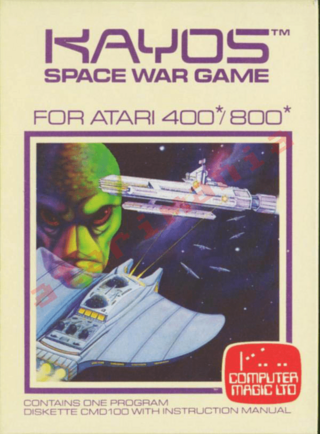 KAYOS™
SPACE WAR GAME
FOR ATARI 400*/800*
COMPUTER
MAGIC LTD
CONTAINS ONE PROGRAM
DISKETTE CMD100 WITH INSTRUCTION MANUAL